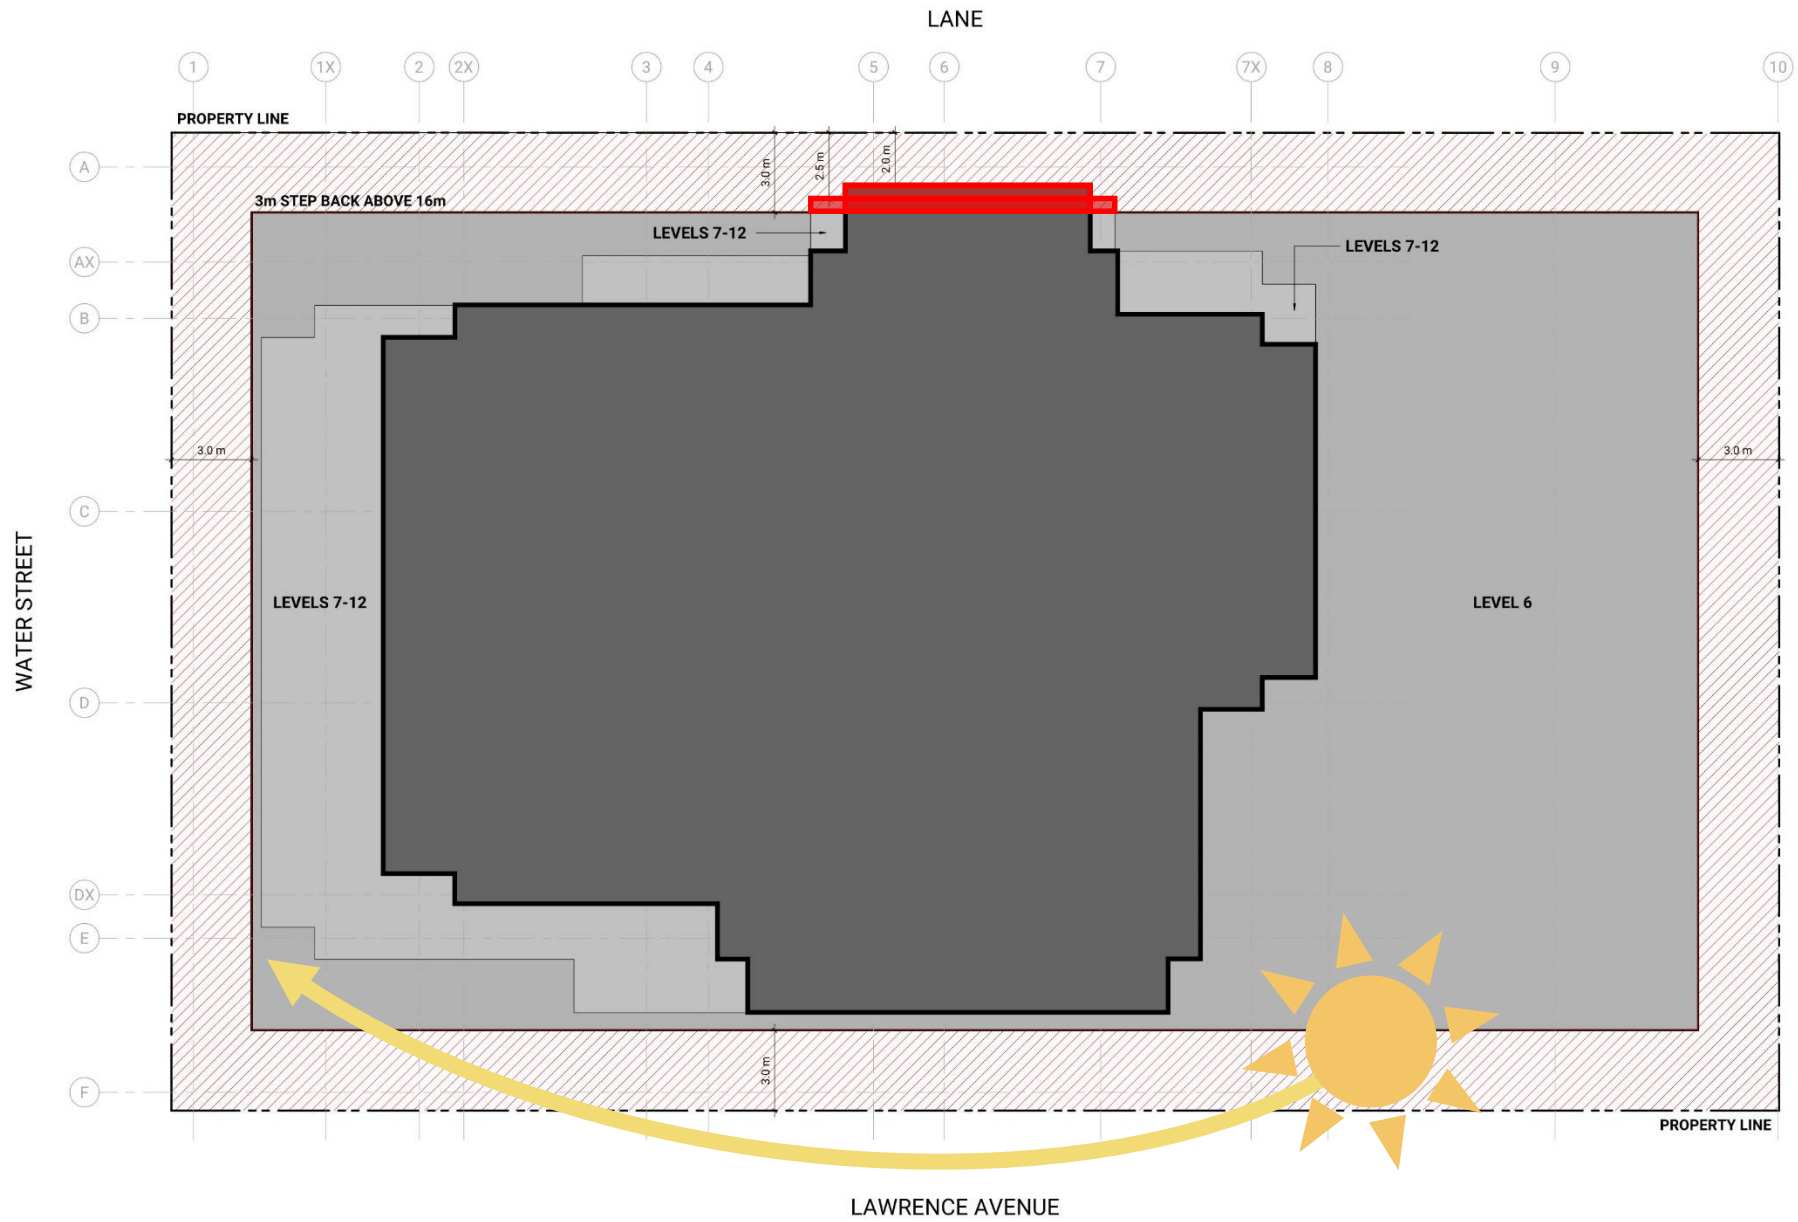 LANE
1 1X 2 2X 3 4 5 6 7 7X 8 9 10
PROPERTY LINE
A
3.0 m
2.5 m
2.0 m
3m STEP BACK ABOVE 16m
LEVELS 7-12
LEVELS 7-12
AX
B
3.0 m
3.0 m
C
WATER STREET
LEVELS 7-12
LEVEL 6
D
DX
E
3.0 m
F
PROPERTY LINE
LAWRENCE AVENUE